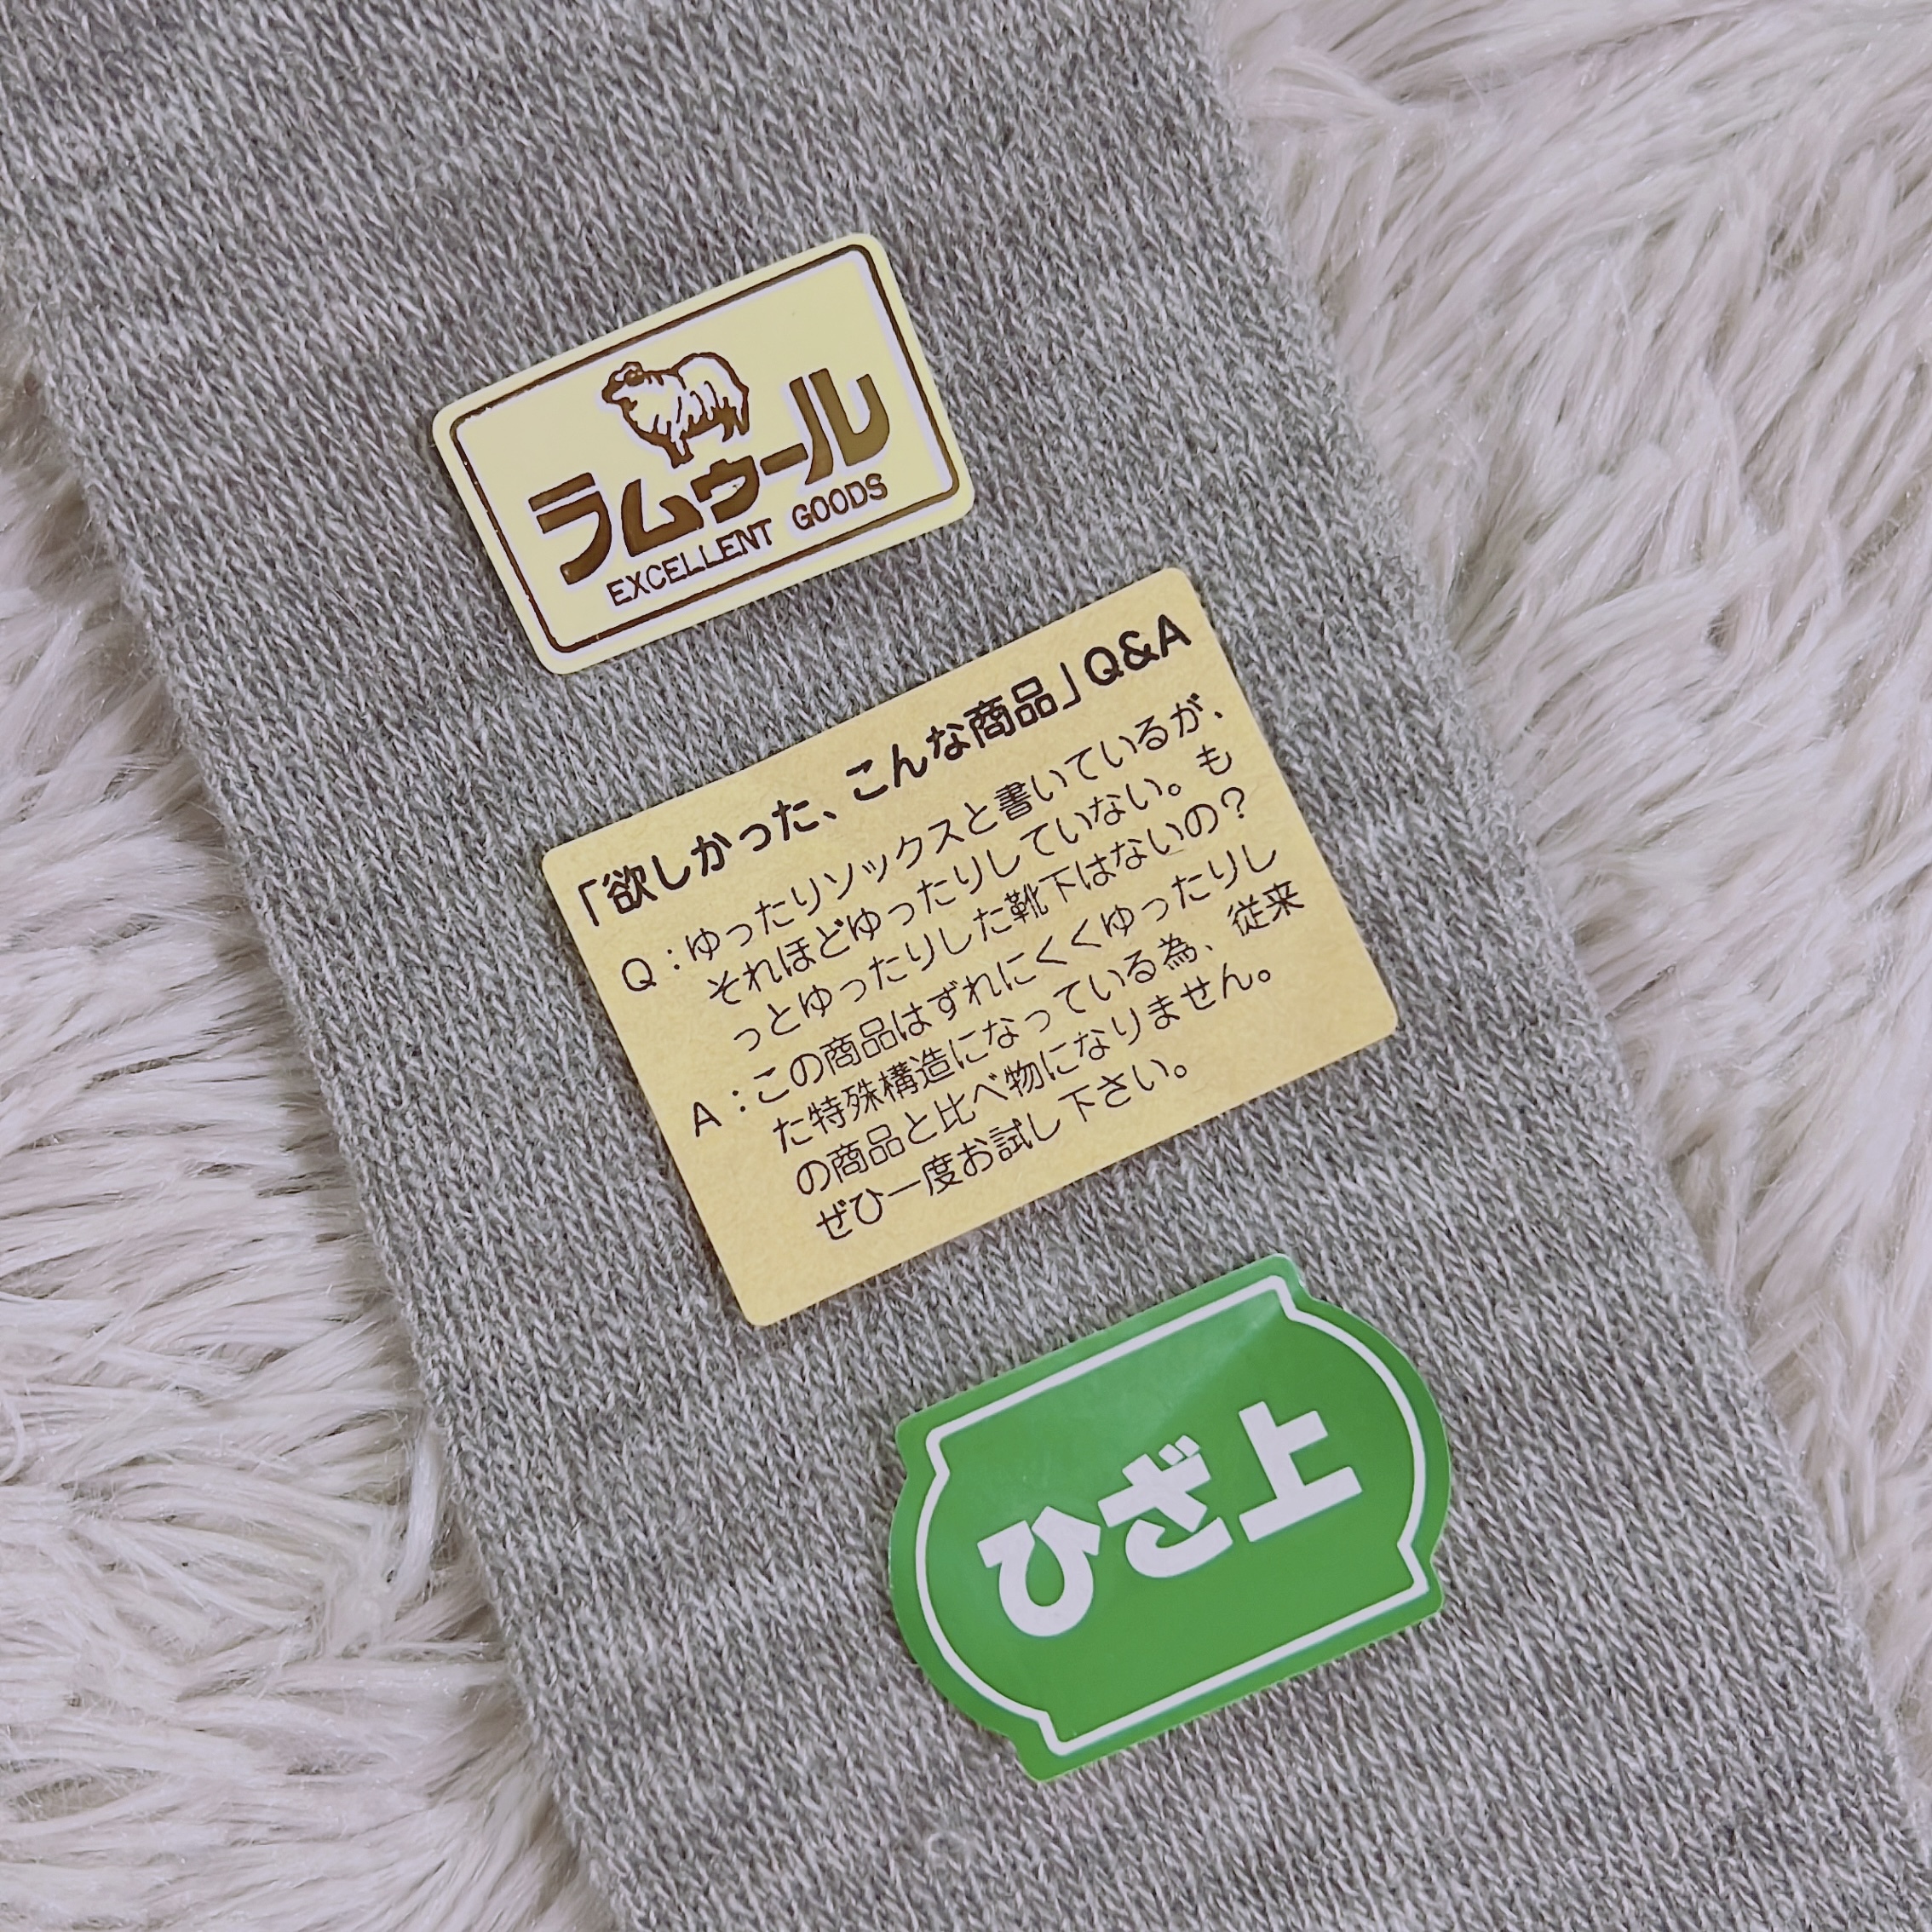 ラムウール
EXCELLENT GOODS
「欲しかった、こんな商品」Q&A
Q：ゆったりソックスと書いているが、
それほどゆったりしていない。も
っとゆったりした靴下はないの？
A：この商品はずれにくくゆったりし
た特殊構造になっている為、従来
の商品と比べ物になりません。
ぜひ一度お試し下さい。
ひざ上